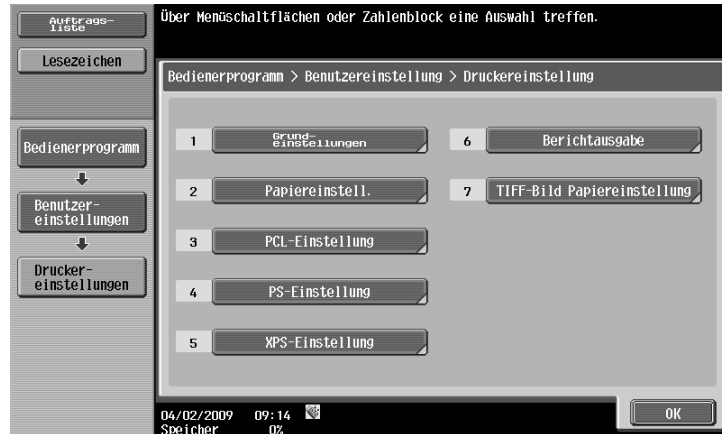 Auftrags-
liste
Über Menüschaltflächen oder Zahlenblock eine Auswahl treffen.
Lesezeichen
Bedienerprogramm > Benutzereinstellung > Druckereinstellung
Bedienerprogramm
Benutzer-
einstellungen
Drucker-
einstellungen
1 Grund-
einstellungen
2 Papiereinstell.
3 PCL-Einstellung
4 PS-Einstellung
5 XPS-Einstellung
6 Berichtausgabe
7 TIFF-Bild Papiereinstellung
04/02/2009 09:14
Speicher 0%
OK